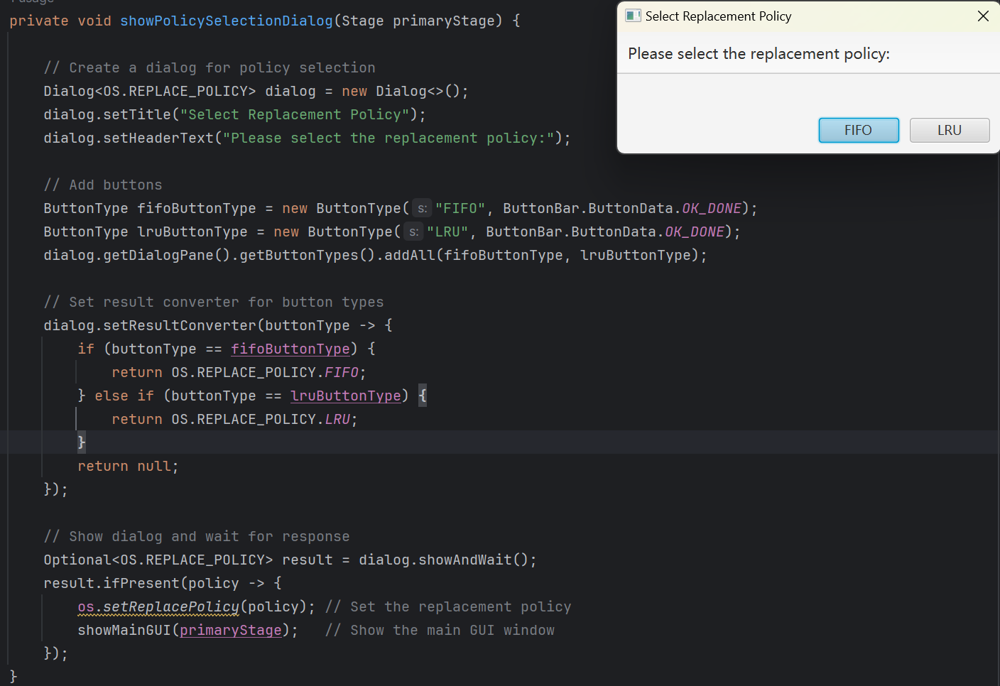 private void showPolicySelectionDialog(Stage primaryStage) {
// Create a dialog for policy selection
Dialog<OS.REPLACE_POLICY> dialog = new Dialog<>();
dialog.setTitle("Select Replacement Policy");
dialog.setHeaderText("Please select the replacement policy:");
// Add buttons
ButtonType fifoButtonType = new ButtonType( s: "FIFO", ButtonBar.ButtonData.OK_DONE);
ButtonType lruButtonType = new ButtonType( s: "LRU", ButtonBar.ButtonData.OK_DONE);
dialog.getDialogPane().getButtonTypes().addAll(fifoButtonType, lruButtonType);
// Set result converter for button types
dialog.setResultConverter(buttonType -> {
if (buttonType == fifoButtonType) {
return OS.REPLACE_POLICY.FIFO;
} else if (buttonType == lruButtonType) {
return OS.REPLACE_POLICY.LRU;
}
return null;
});
// Show dialog and wait for response
Optional<OS.REPLACE_POLICY> result = dialog.showAndWait();
result.ifPresent(policy -> {
os.setReplacePolicy(policy); // Set the replacement policy
showMainGUI(primaryStage);   // Show the main GUI window
});
}
Select Replacement Policy
Please select the replacement policy:
FIFO
LRU